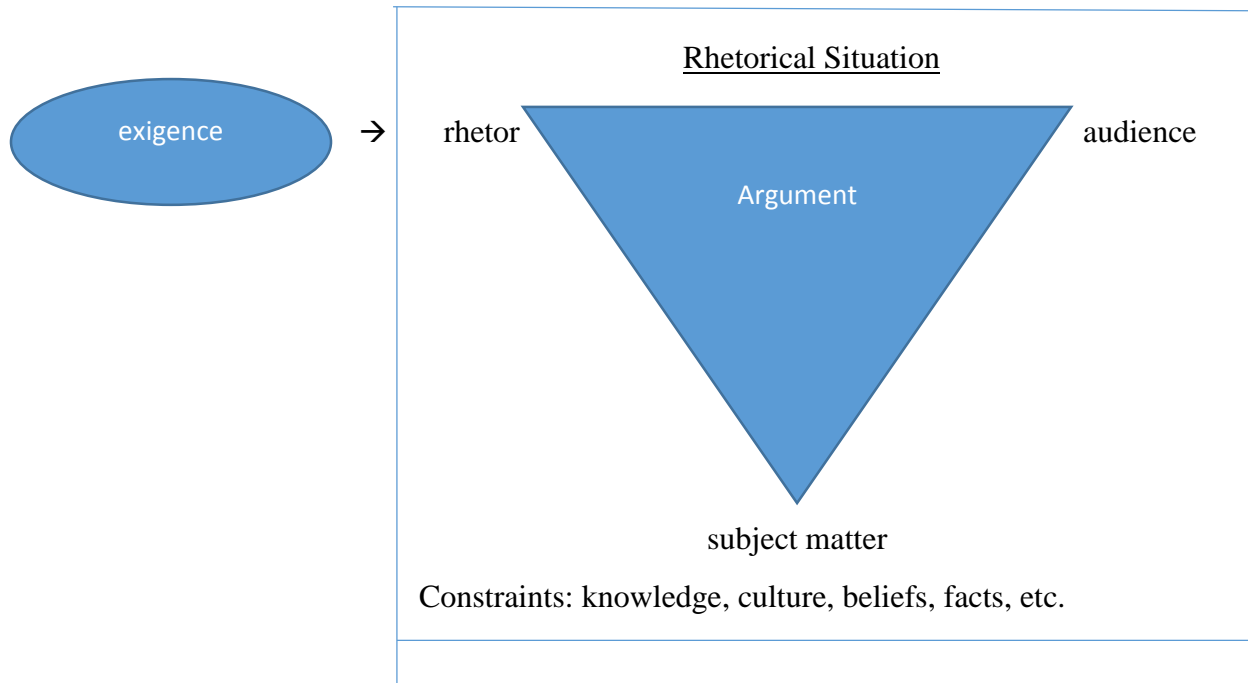 Rhetorical Situation
exigence
→
rhetor
audience
Argument
subject matter
Constraints: knowledge, culture, beliefs, facts, etc.